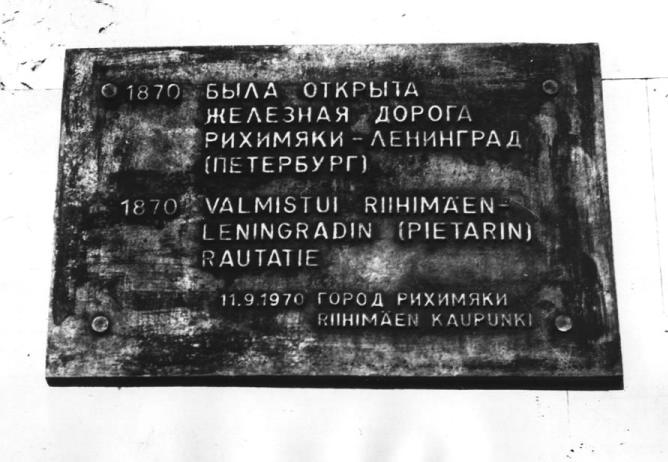 1870 БЫЛА ОТКРЫТА
ЖЕЛЕЗНАЯ ДОРОГА
РИХИМЯКИ-ЛЕНИНГРАД
(ПЕТЕРБУРГ)
1870 VALMISTUI RIIHIMÄEN-
LENINGRADIN (PIETARIN)
RAUTATIE
11.9.1970 ГОРОД РИХИМЯКИ
RIIHIMÄEN KAUPUNKI